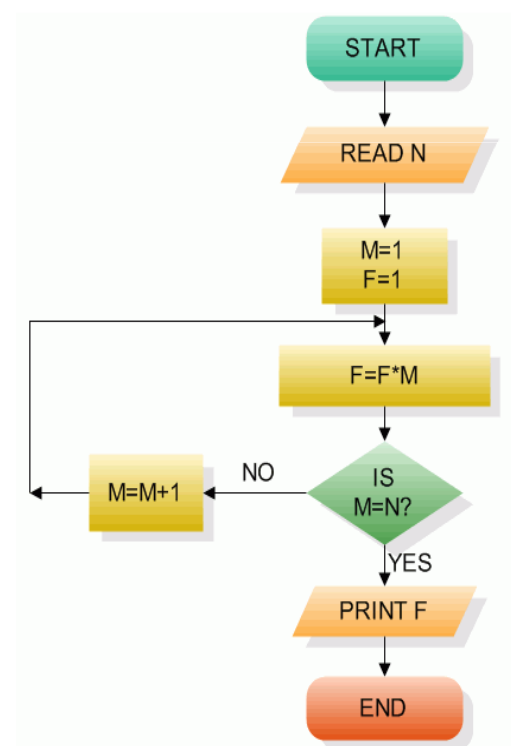 START
READ N
M=1
F=1
F=F*M
IS
M=N?
NO
M=M+1
YES
PRINT F
END